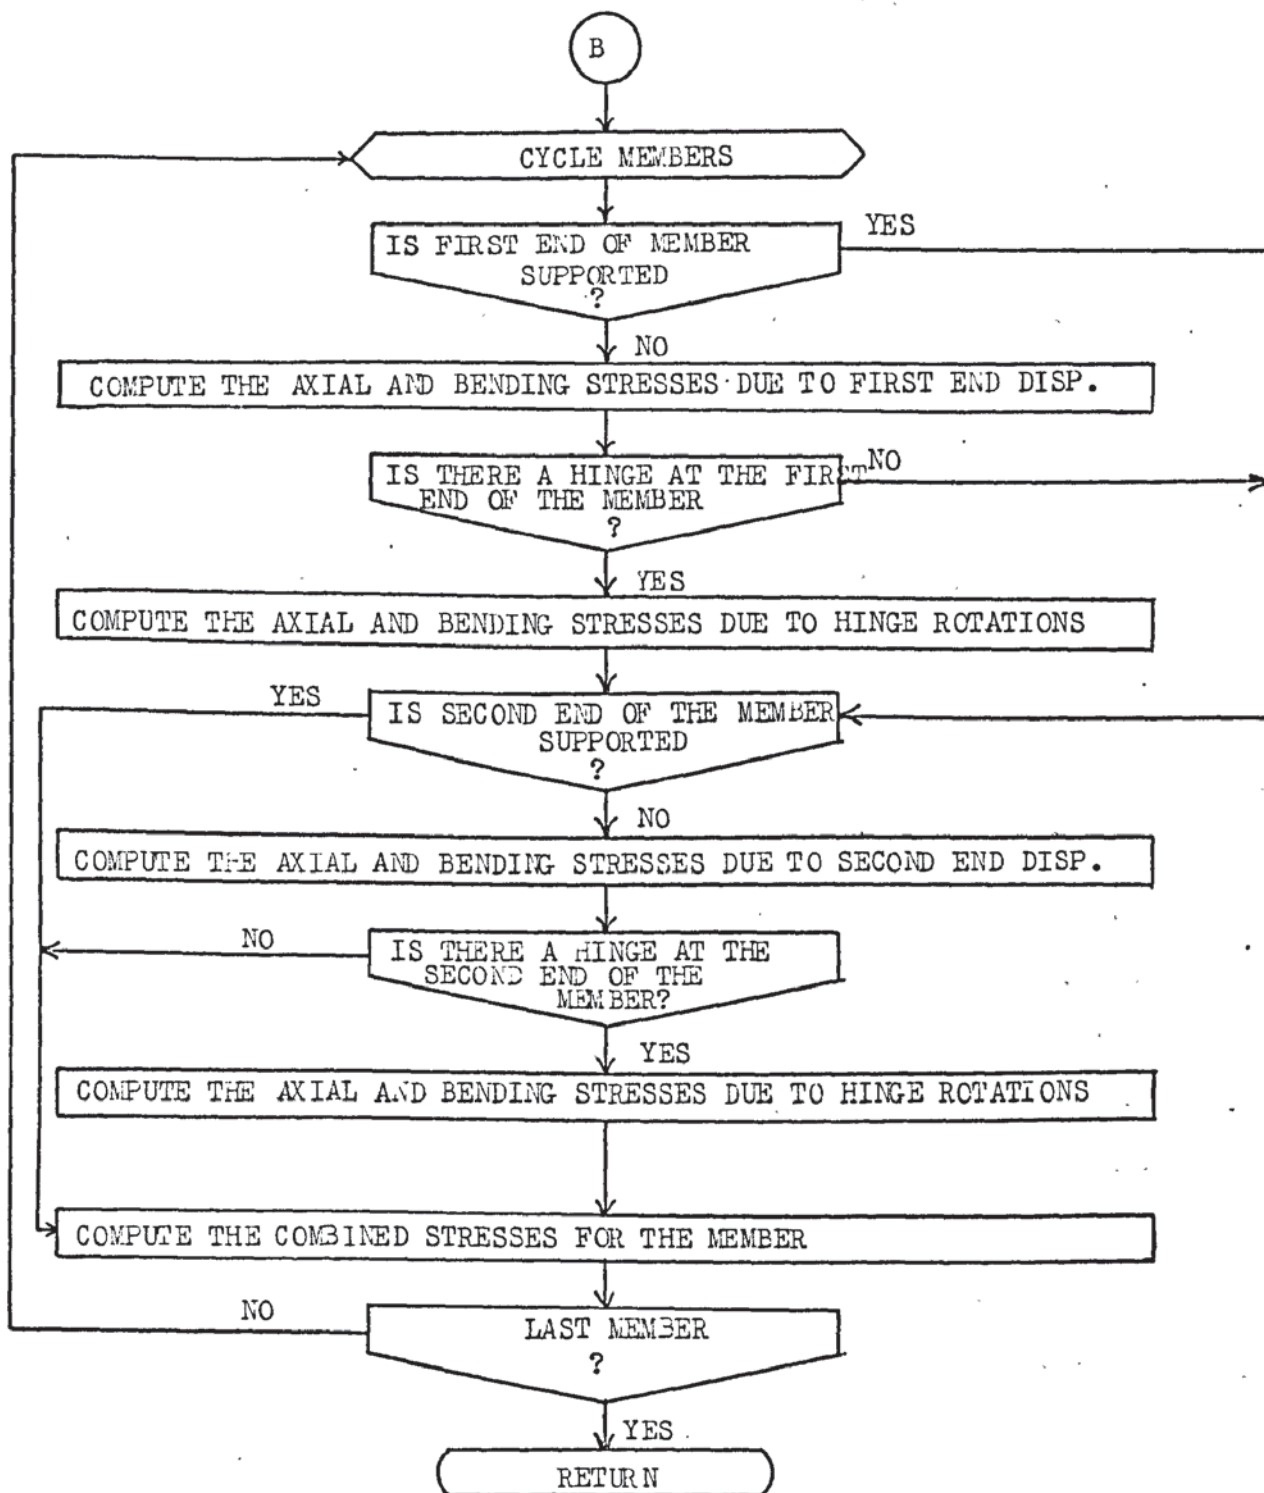 B
CYCLE MEMBERS
YES
IS FIRST END OF MEMBER
SUPPORTED
?
NO
COMPUTE THE AXIAL AND BENDING STRESSES DUE TO FIRST END DISP.
IS THERE A HINGE AT THE FIRST
NO
END OF THE MEMBER
?
YES
COMPUTE THE AXIAL AND BENDING STRESSES DUE TO HINGE ROTATIONS
YES
IS SECOND END OF THE MEMBER
SUPPORTED
?
NO
COMPUTE THE AXIAL AND BENDING STRESSES DUE TO SECOND END DISP.
NO
IS THERE A HINGE AT THE
SECOND END OF THE
MEMBER?
YES
COMPUTE THE AXIAL AND BENDING STRESSES DUE TO HINGE ROTATIONS
COMPUTE THE COMBINED STRESSES FOR THE MEMBER
NO
LAST MEMBER
?
YES
RETURN